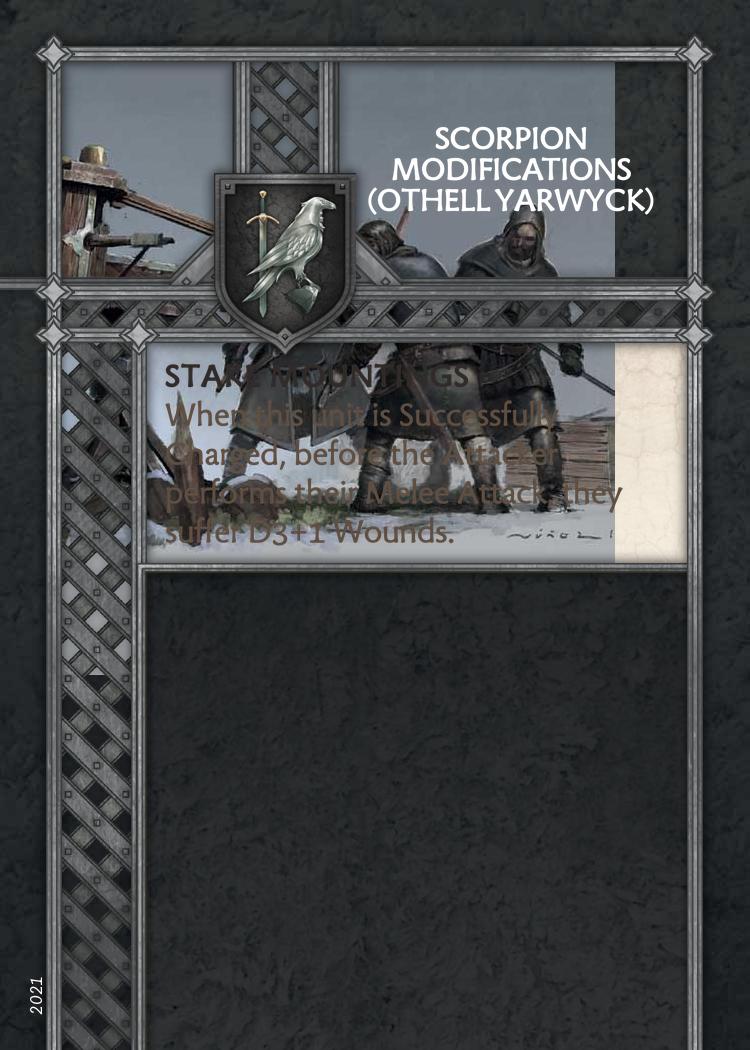 SCORPION
MODIFICATIONS
(OTHELL YARWYCK)
STAKE MOUNTINGS
When this unit is Successfully
Charged, before the Attacker
performs their Melee Attack, they
suffer D3+1 Wounds.
2021